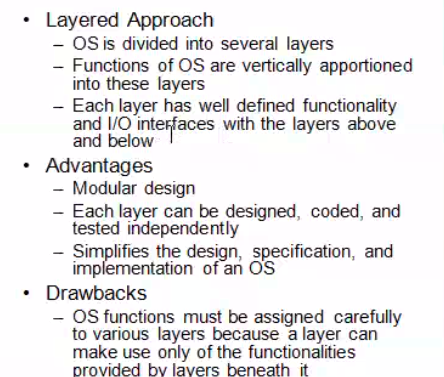 • Layered Approach
– OS is divided into several layers
– Functions of OS are vertically apportioned
into these layers
– Each layer has well defined functionality
and I/O interfaces with the layers above
and below
• Advantages
– Modular design
– Each layer can be designed, coded, and
tested independently
– Simplifies the design, specification, and
implementation of an OS
• Drawbacks
– OS functions must be assigned carefully
to various layers because a layer can
make use only of the functionalities
provided by layers beneath it